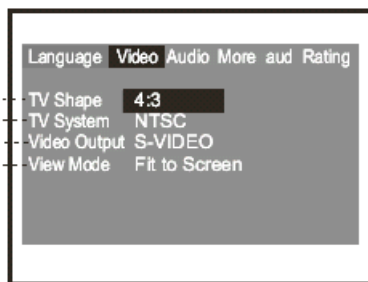 Language Video Audio More aud Rating
TV Shape 4:3
TV System NTSC
Video Output S-VIDEO
View Mode Fit to Screen